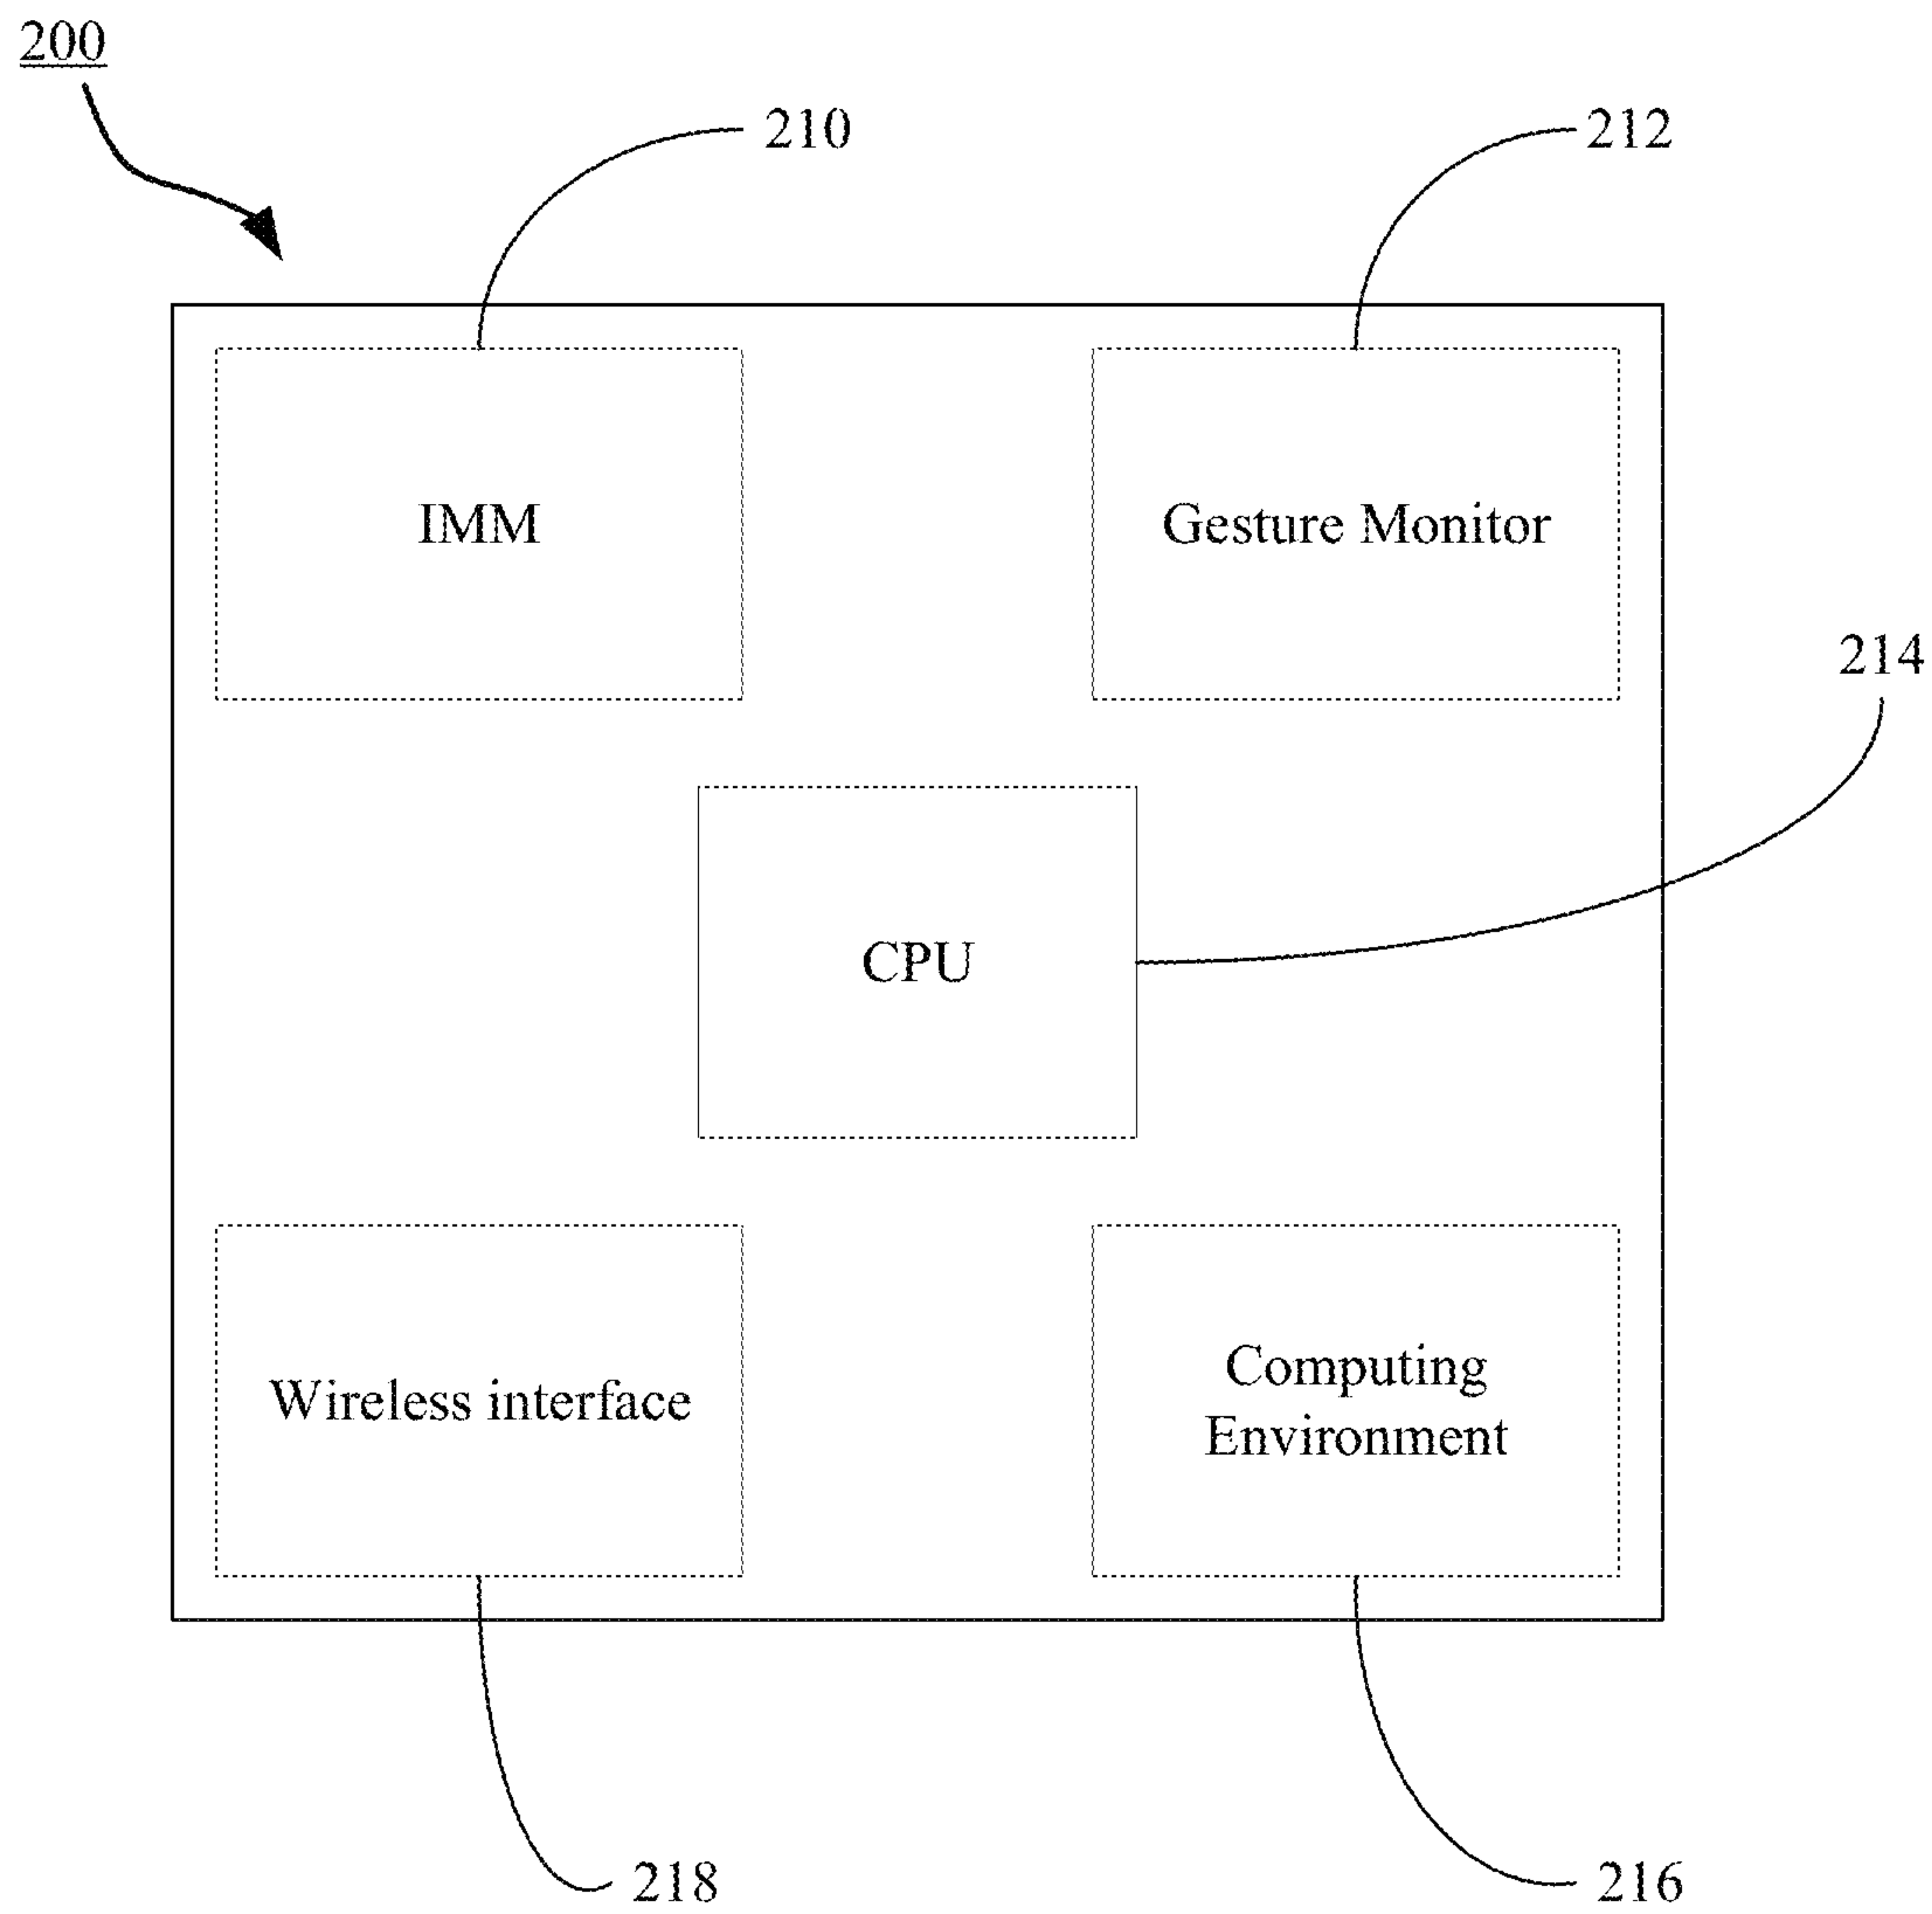 200
210
212
IMM
Gesture Monitor
214
CPU
Wireless interface
Computing
Environment
218
216